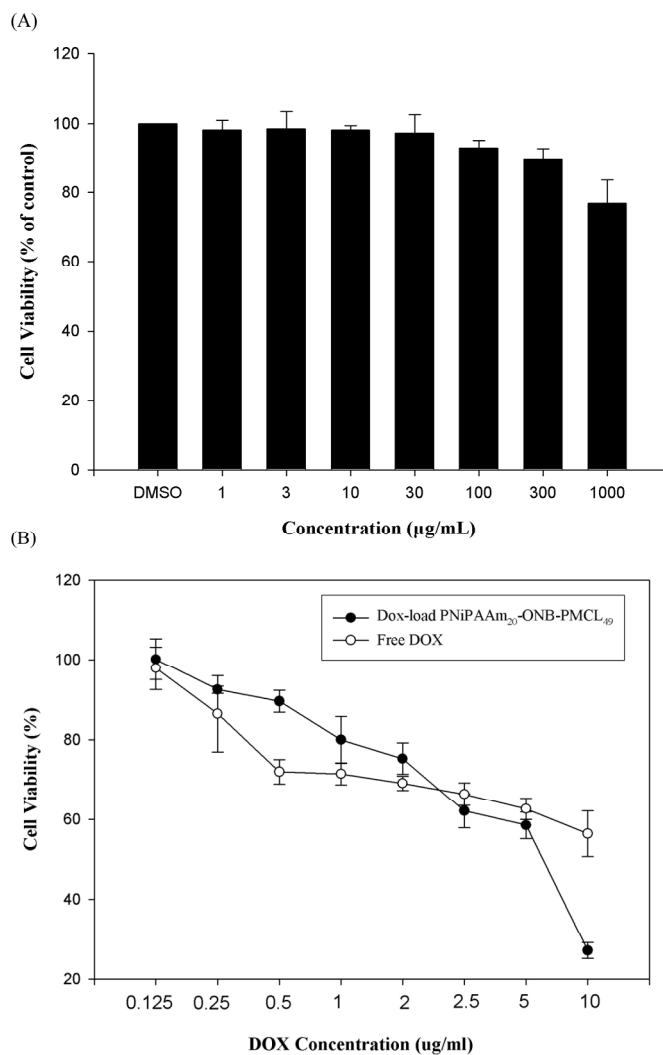 (A)
120
100
80
60
40
20
0
Cell Viability (% of control)
DMSO 1 3 10 30 100 300 1000
Concentration (µg/mL)
(B)
120
100
80
60
40
20
Cell Viability (%)
Dox-load PNiPAAm₂₀-ONB-PMCL₄₉
Free DOX
0.125 0.25 0.5 1 2 2.5 5 10
DOX Concentration (ug/ml)